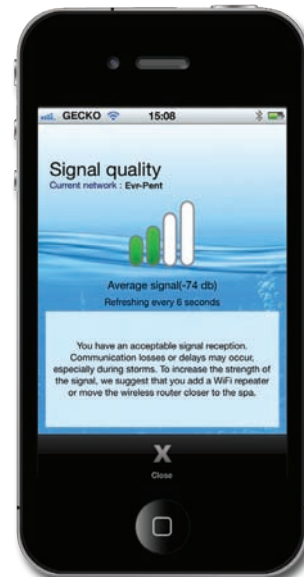 GECKO 15:08
Signal quality
Current network : Evr-Pent
Average signal(-74 db)
Refreshing every 6 seconds
You have an acceptable signal reception.
Communication losses or delays may occur,
especially during storms. To increase the strength of
the signal, we suggest that you add a WiFi repeater
or move the wireless router closer to the spa.
X
Close